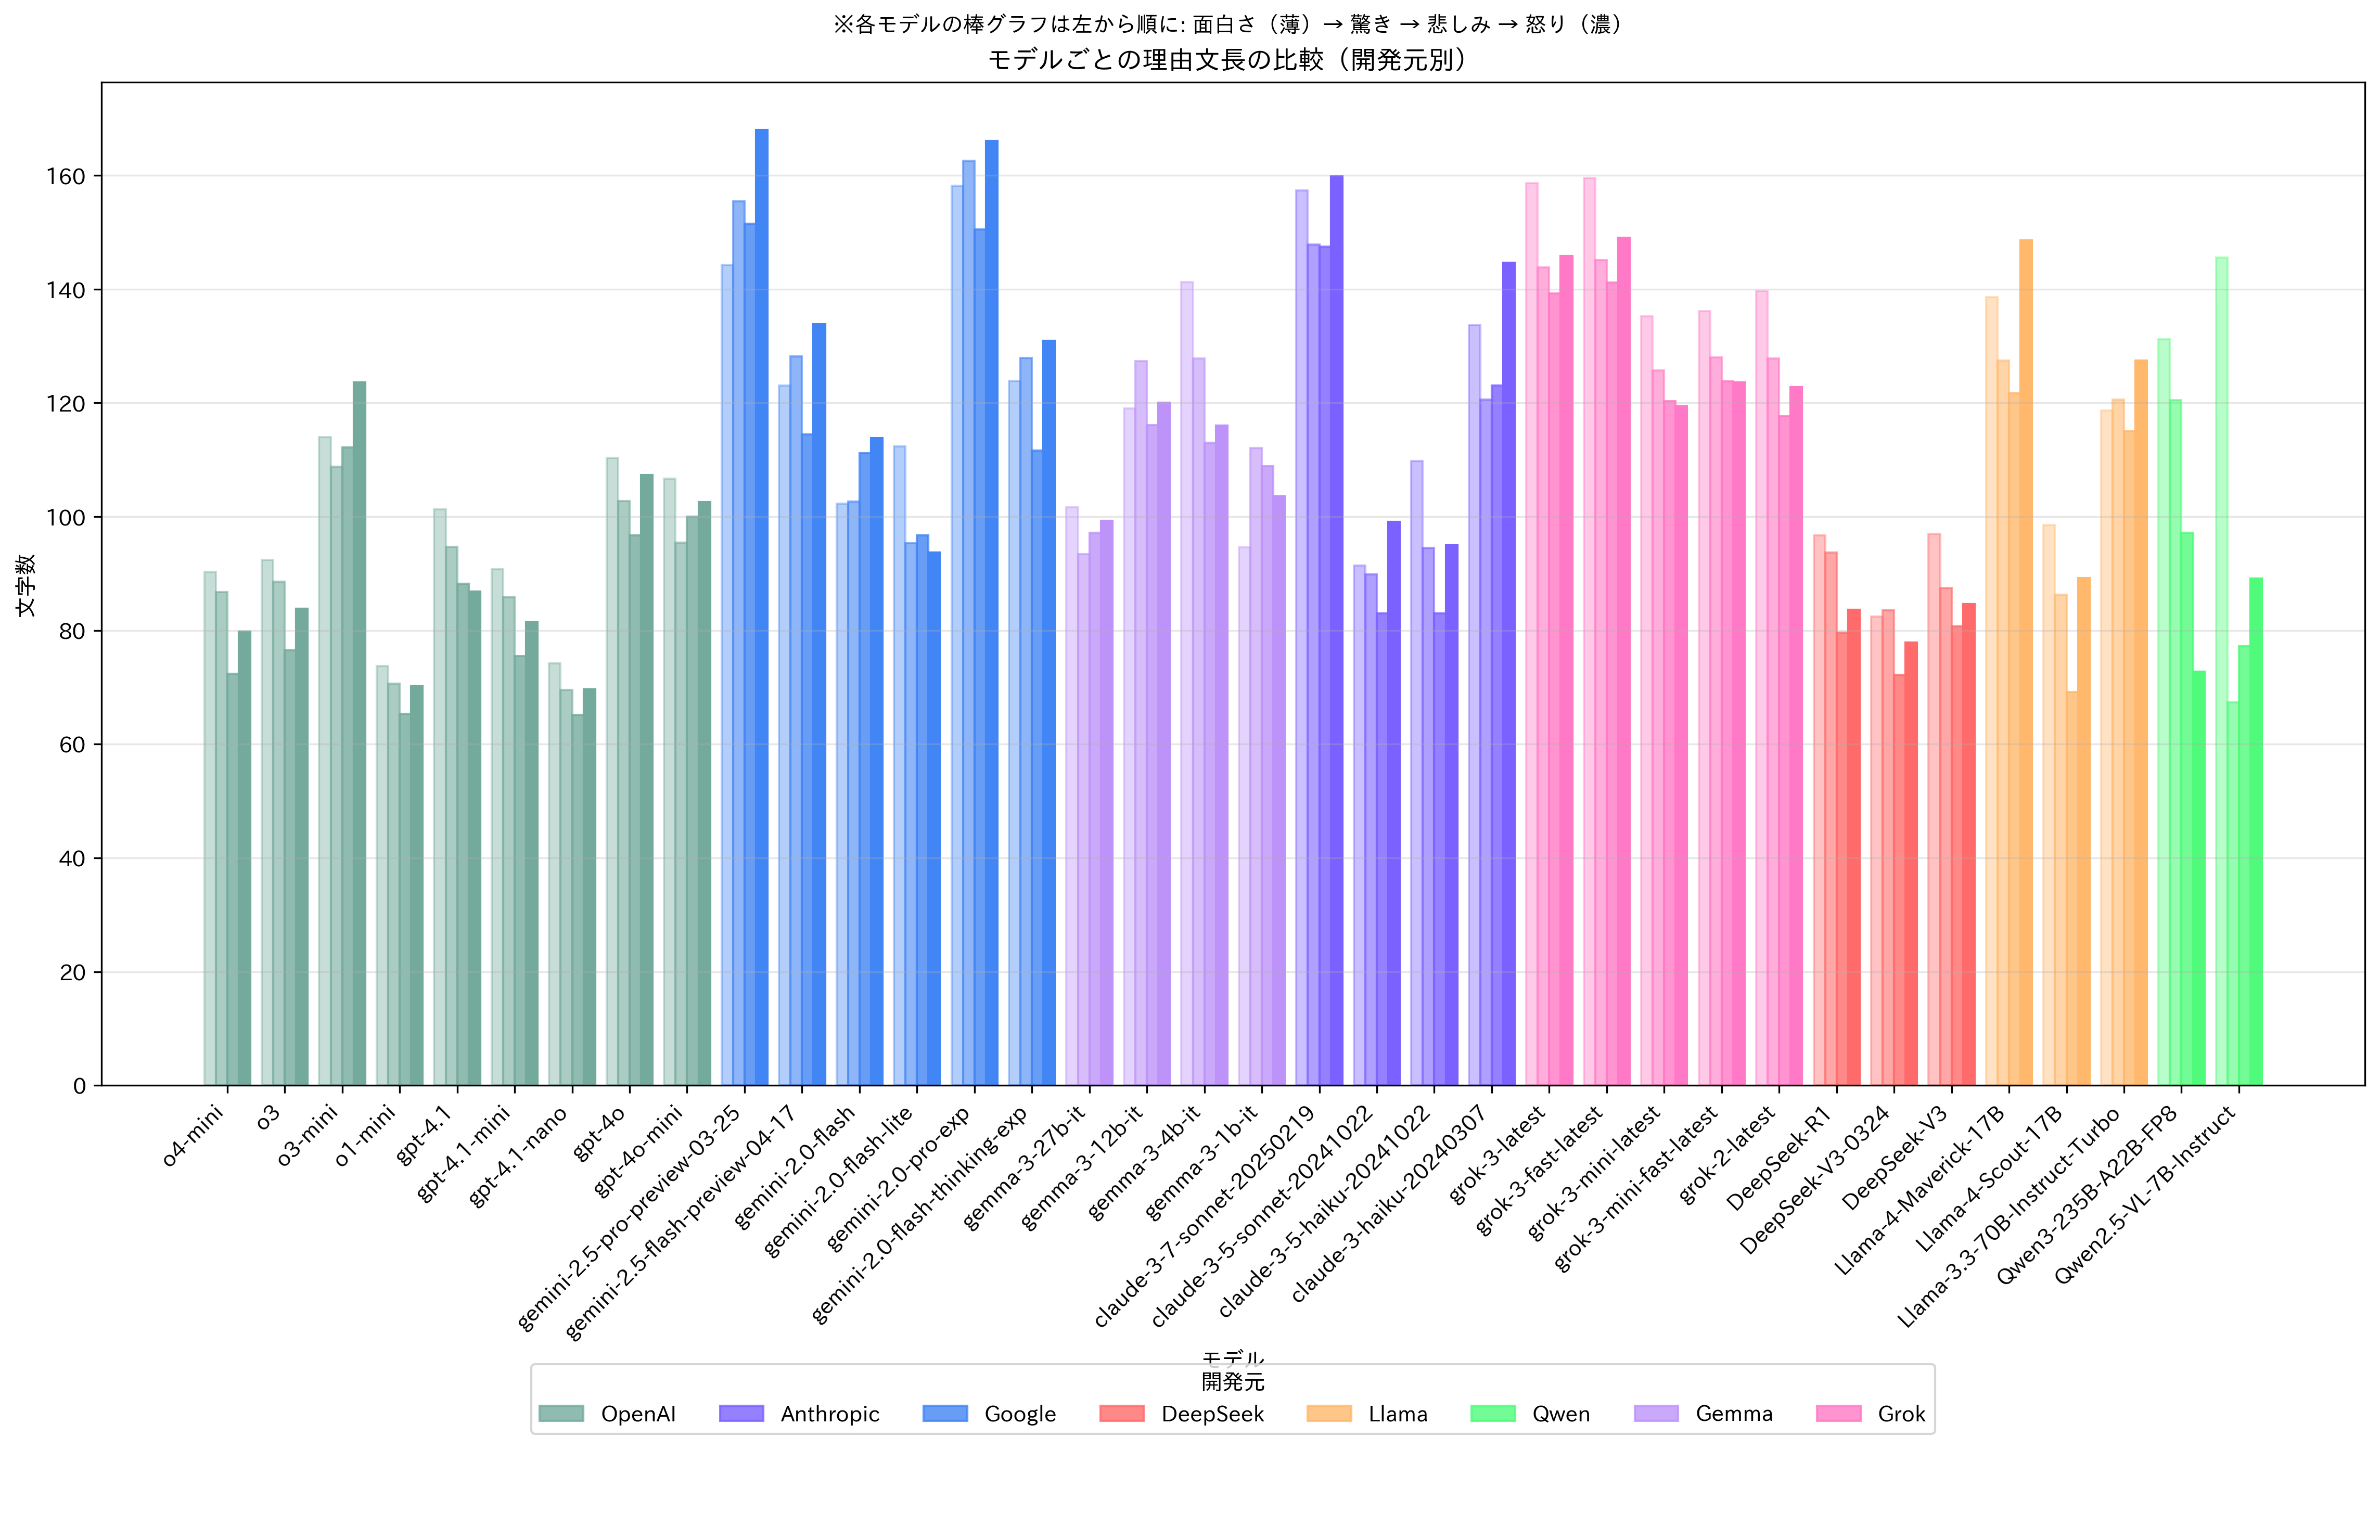 ※各モデルの棒グラフは左から順に: 面白さ（薄）→ 驚き → 悲しみ → 怒り（濃）
モデルごとの理由文長の比較（開発元別）
文字数
160
140
120
100
80
60
40
20
0
o4-mini
o3
o3-mini
o1-mini
gpt-4.1
gpt-4.1-mini
gpt-4.1-nano
gpt-4o
gpt-4o-mini
gemini-2.5-pro-preview-03-25
gemini-2.5-flash-preview-04-17
gemini-2.0-flash
gemini-2.0-flash-lite
gemini-2.0-pro-exp
gemini-2.0-flash-thinking-exp
gemma-3-27b-it
gemma-3-12b-it
gemma-3-4b-it
gemma-3-1b-it
claude-3-7-sonnet-20250219
claude-3-5-sonnet-20241022
claude-3-5-haiku-20241022
claude-3-haiku-20240307
grok-3-latest
grok-3-fast-latest
grok-3-mini-latest
grok-3-mini-fast-latest
grok-2-latest
DeepSeek-R1
DeepSeek-V3-0324
DeepSeek-V3
Llama-4-Maverick-17B
Llama-4-Scout-17B
Llama-3.3-70B-Instruct-Turbo
Qwen3-235B-A22B-FP8
Qwen2.5-VL-7B-Instruct
モデル
開発元
OpenAI
Anthropic
Google
DeepSeek
Llama
Qwen
Gemma
Grok